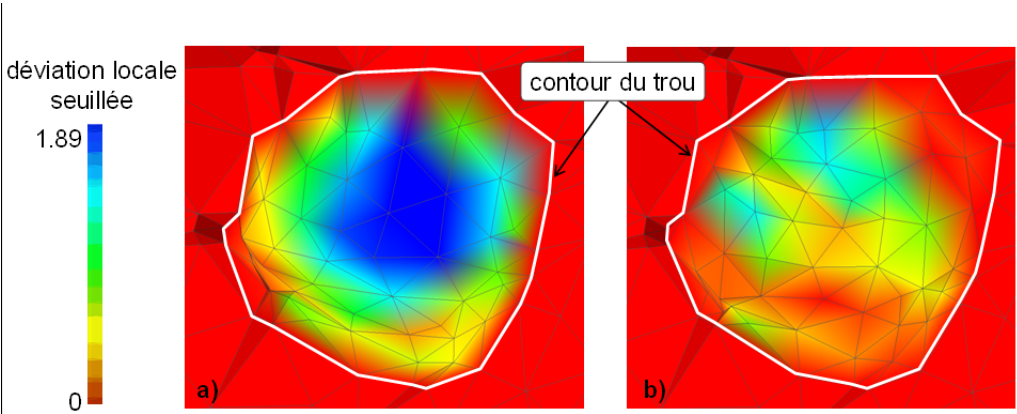 déviation locale
seuillée
1.89
0
contour du trou
a)
b)